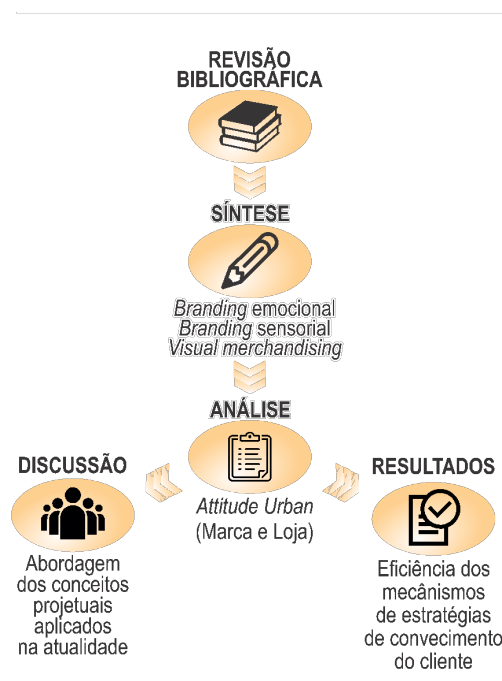 REVISÃO
BIBLIOGRÁFICA
SÍNTESE
Branding emocional
Branding sensorial
Visual merchandising
ANÁLISE
Attitude Urban
(Marca e Loja)
DISCUSSÃO
Abordagem
dos conceitos
projetuais
aplicados
na atualidade
RESULTADOS
Eficiência dos
mecânismos
de estratégias
de convecimento
do cliente